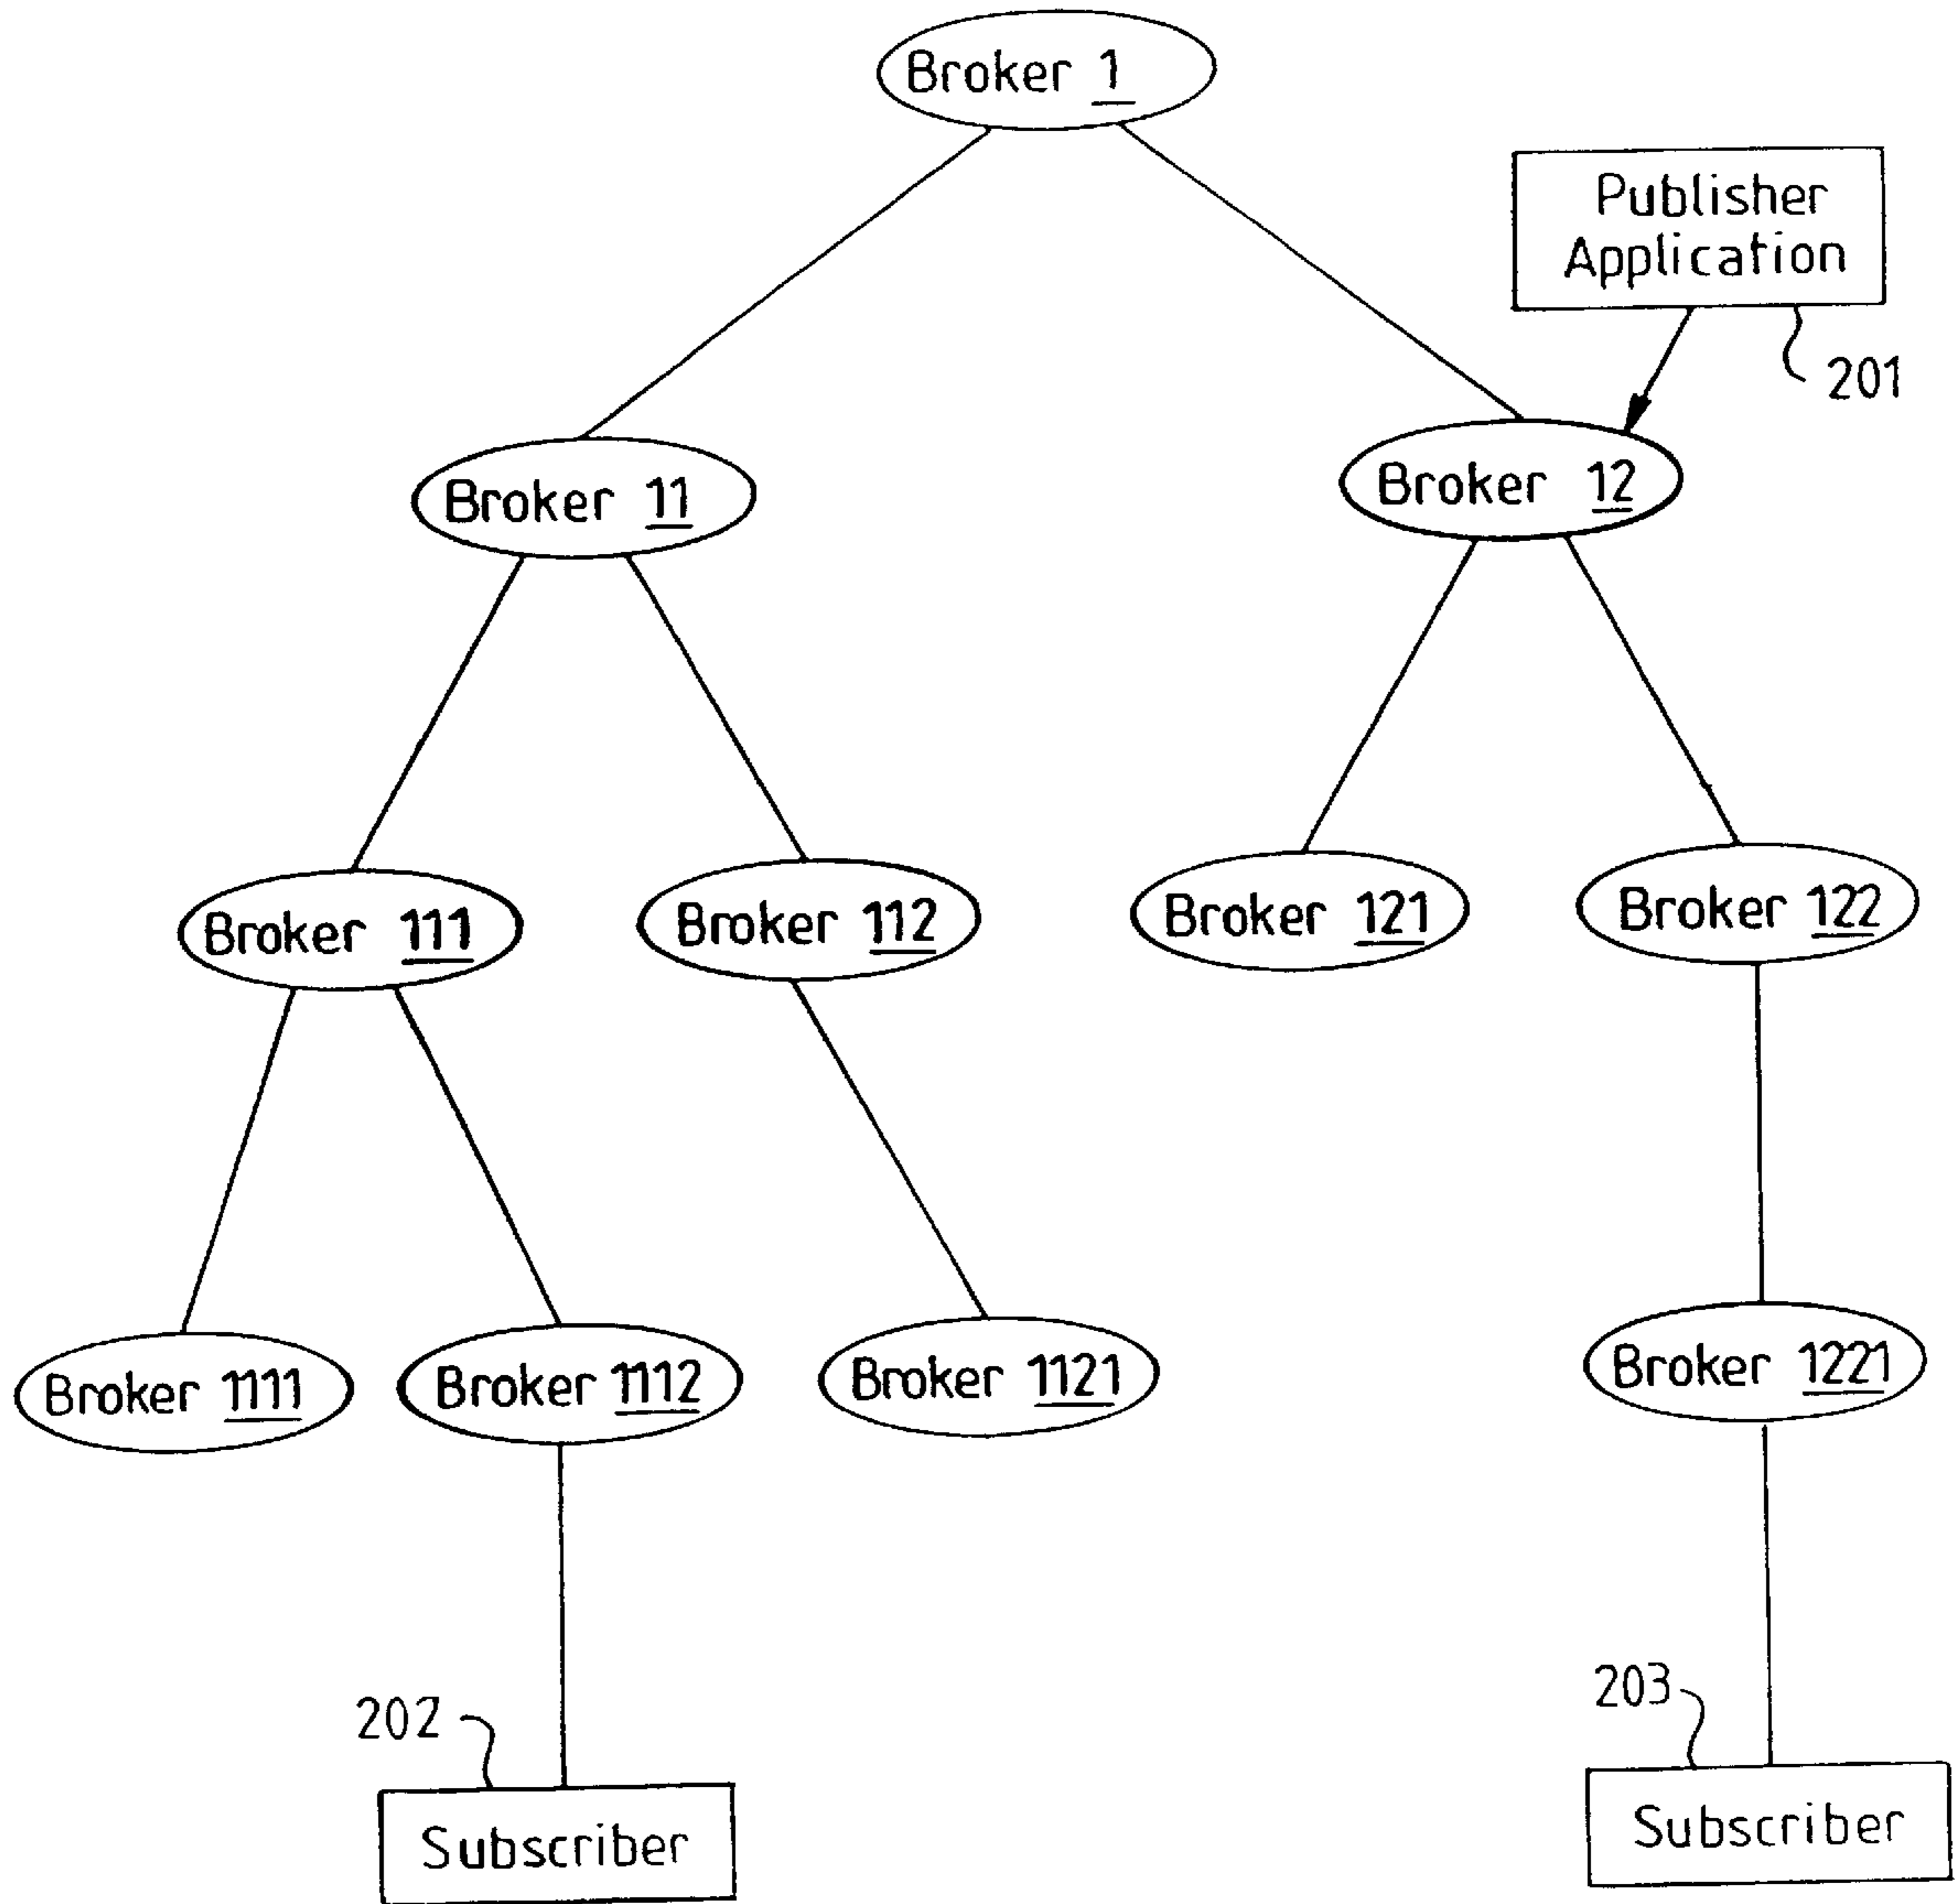 Broker 1
Publisher
Application
201
Broker 11
Broker 12
Broker 111
Broker 112
Broker 121
Broker 122
Broker 1111
Broker 1112
Broker 1121
Broker 1221
202
203
Subscriber
Subscriber